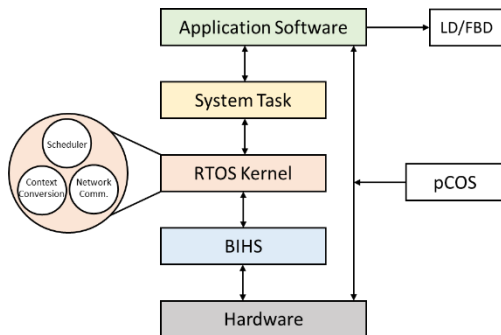 Application Software
LD/FBD
System Task
Scheduler
Context
Conversion
Network
Comm.
RTOS Kernel
pCOS
BIHS
Hardware